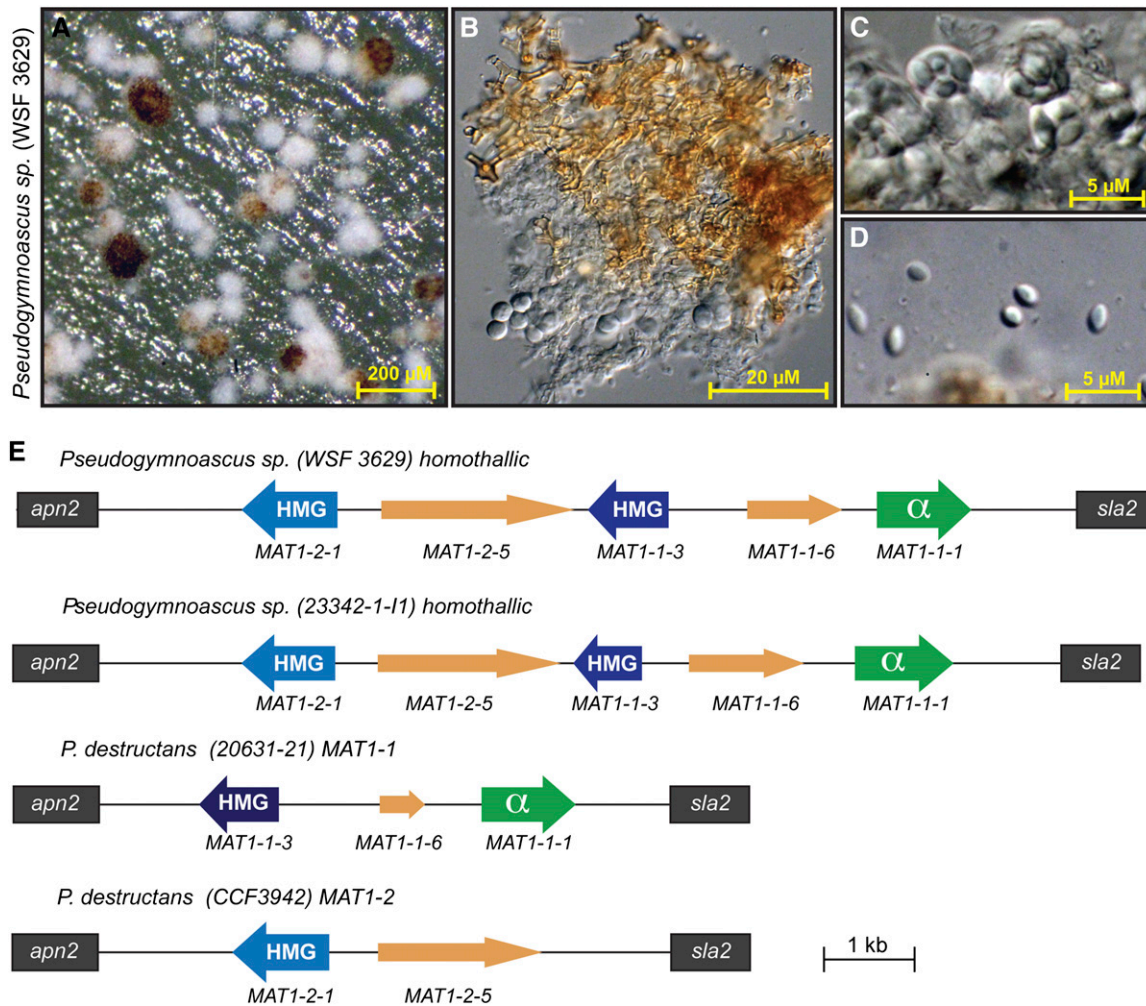 Pseudogymnoascus sp. (WSF 3629)
A
200 µM
B
20 µM
C
5 µM
D
5 µM
E
Pseudogymnoascus sp. (WSF 3629) homothallic
apn2 HMG HMG α sla2
MAT1-2-1 MAT1-2-5 MAT1-1-3 MAT1-1-6 MAT1-1-1
Pseudogymnoascus sp. (23342-1-I1) homothallic
apn2 HMG HMG α sla2
MAT1-2-1 MAT1-2-5 MAT1-1-3 MAT1-1-6 MAT1-1-1
P. destructans (20631-21) MAT1-1
apn2 HMG α sla2
MAT1-1-3 MAT1-1-6 MAT1-1-1
P. destructans (CCF3942) MAT1-2
apn2 HMG sla2
1 kb
MAT1-2-1 MAT1-2-5